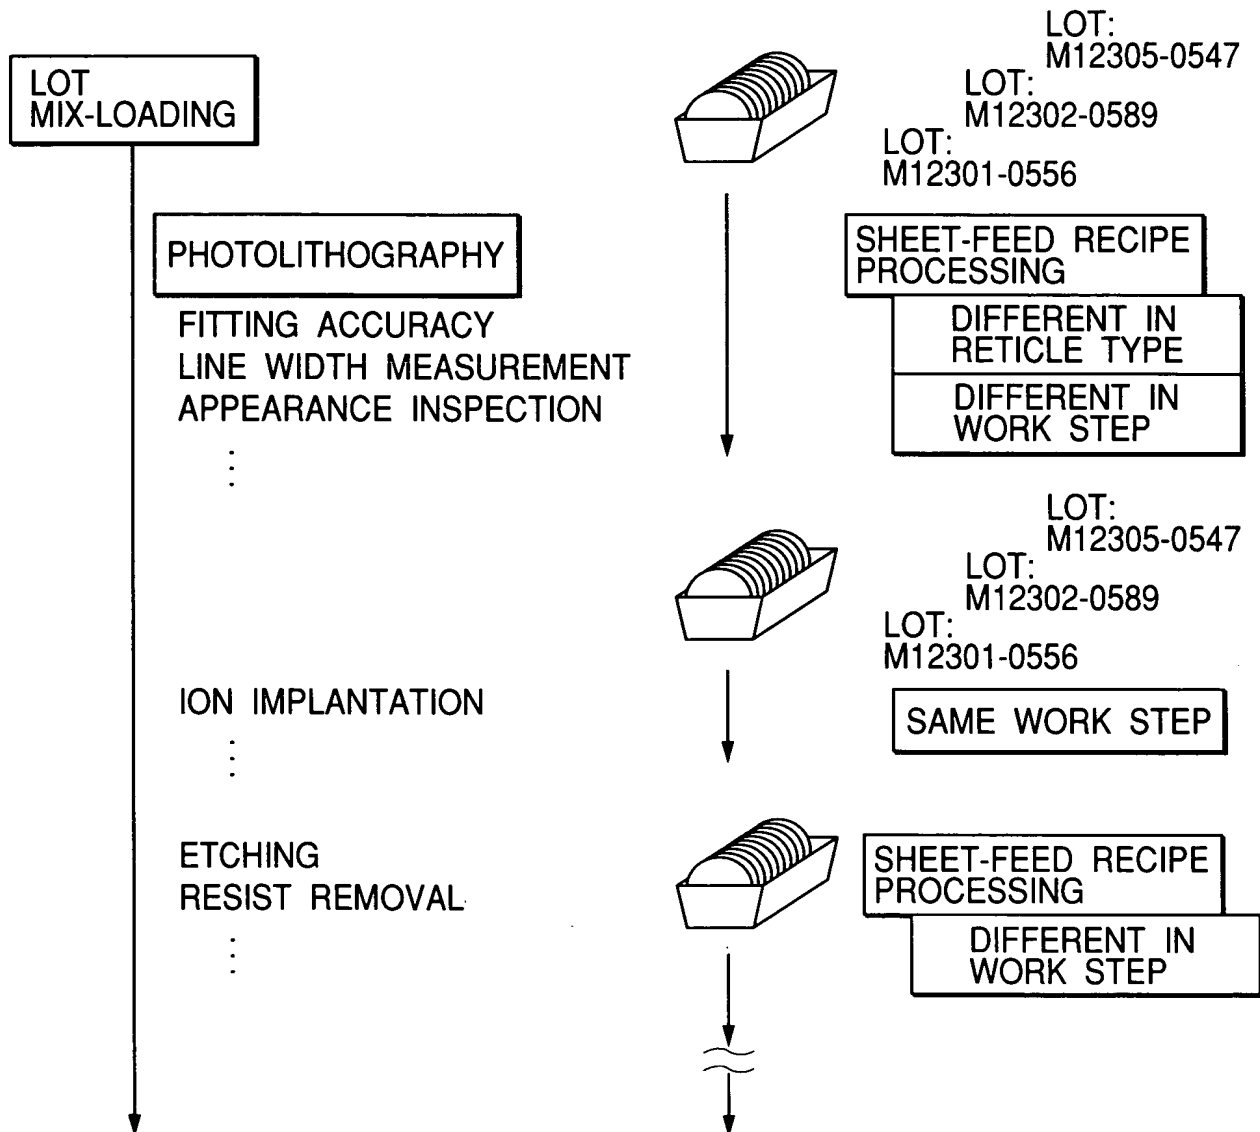 LOT
MIX-LOADING
LOT:
M12305-0547
LOT:
M12302-0589
LOT:
M12301-0556
PHOTOLITHOGRAPHY
FITTING ACCURACY
LINE WIDTH MEASUREMENT
APPEARANCE INSPECTION
SHEET-FEED RECIPE
PROCESSING
DIFFERENT IN
RETICLE TYPE
DIFFERENT IN
WORK STEP
LOT:
M12305-0547
LOT:
M12302-0589
LOT:
M12301-0556
ION IMPLANTATION
SAME WORK STEP
ETCHING
RESIST REMOVAL
SHEET-FEED RECIPE
PROCESSING
DIFFERENT IN
WORK STEP